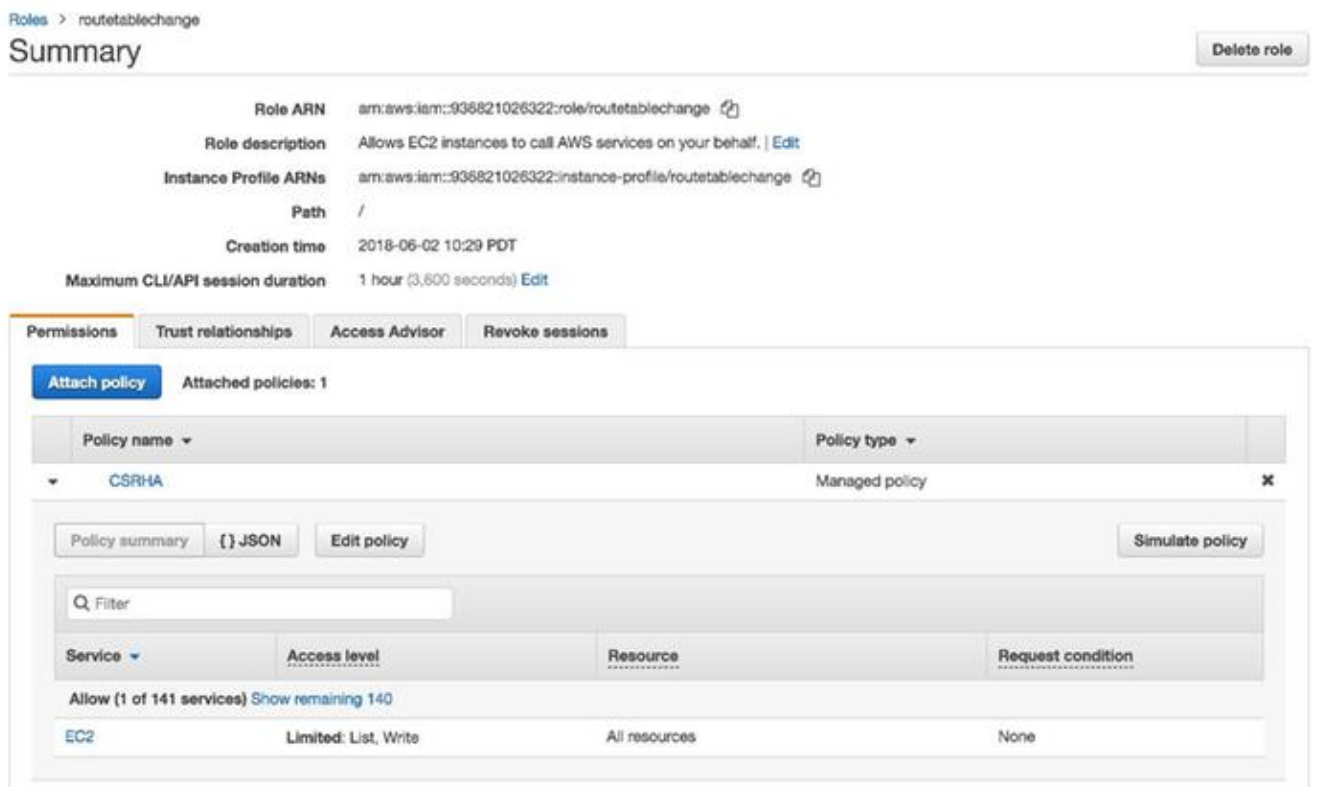 Roles > routetablechange
Summary
Delete role
Role ARN arn:aws:iam::936821026322:role/routetablechange
Role description Allows EC2 instances to call AWS services on your behalf. | Edit
Instance Profile ARNs arn:aws:iam::936821026322:instance-profile/routetablechange
Path /
Creation time 2018-06-02 10:29 PDT
Maximum CLI/API session duration 1 hour (3,600 seconds) Edit
Permissions Trust relationships Access Advisor Revoke sessions
Attach policy Attached policies: 1
Policy name Policy type
CSRHA Managed policy
Policy summary {} JSON Edit policy Simulate policy
Filter
Service Access level Resource Request condition
Allow (1 of 141 services) Show remaining 140
EC2 Limited: List, Write All resources None